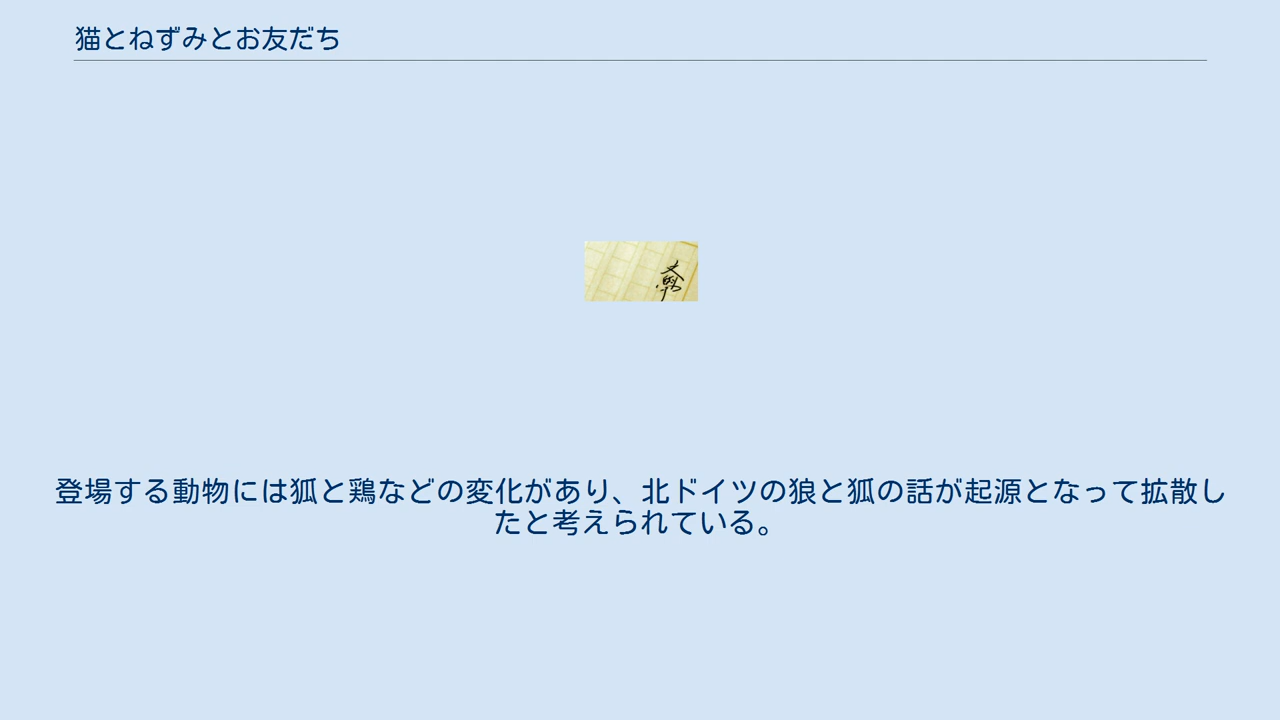 猫とねずみとお友だち
登場する動物には狐と鶏などの変化があり、北ドイツの狼と狐の話が起源となって拡散し
たと考えられている。